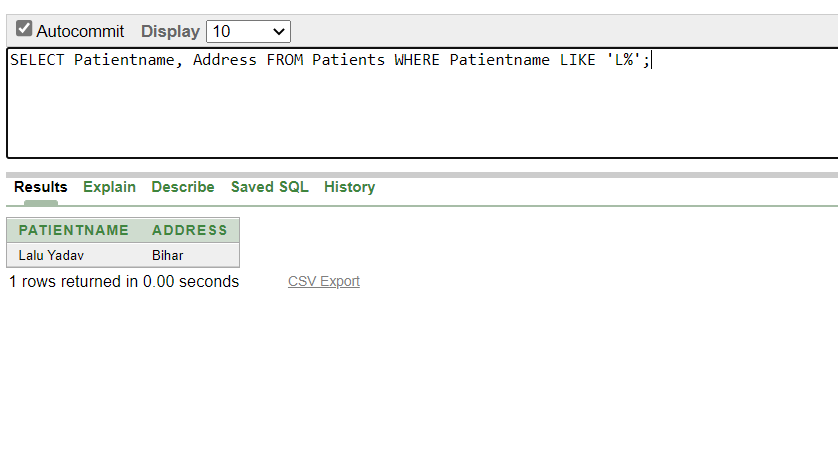 Autocommit Display 10
SELECT Patientname, Address FROM Patients WHERE Patientname LIKE 'L%';
Results Explain Describe Saved SQL History
PATIENTNAME ADDRESS
Lalu Yadav Bihar
1 rows returned in 0.00 seconds CSV Export